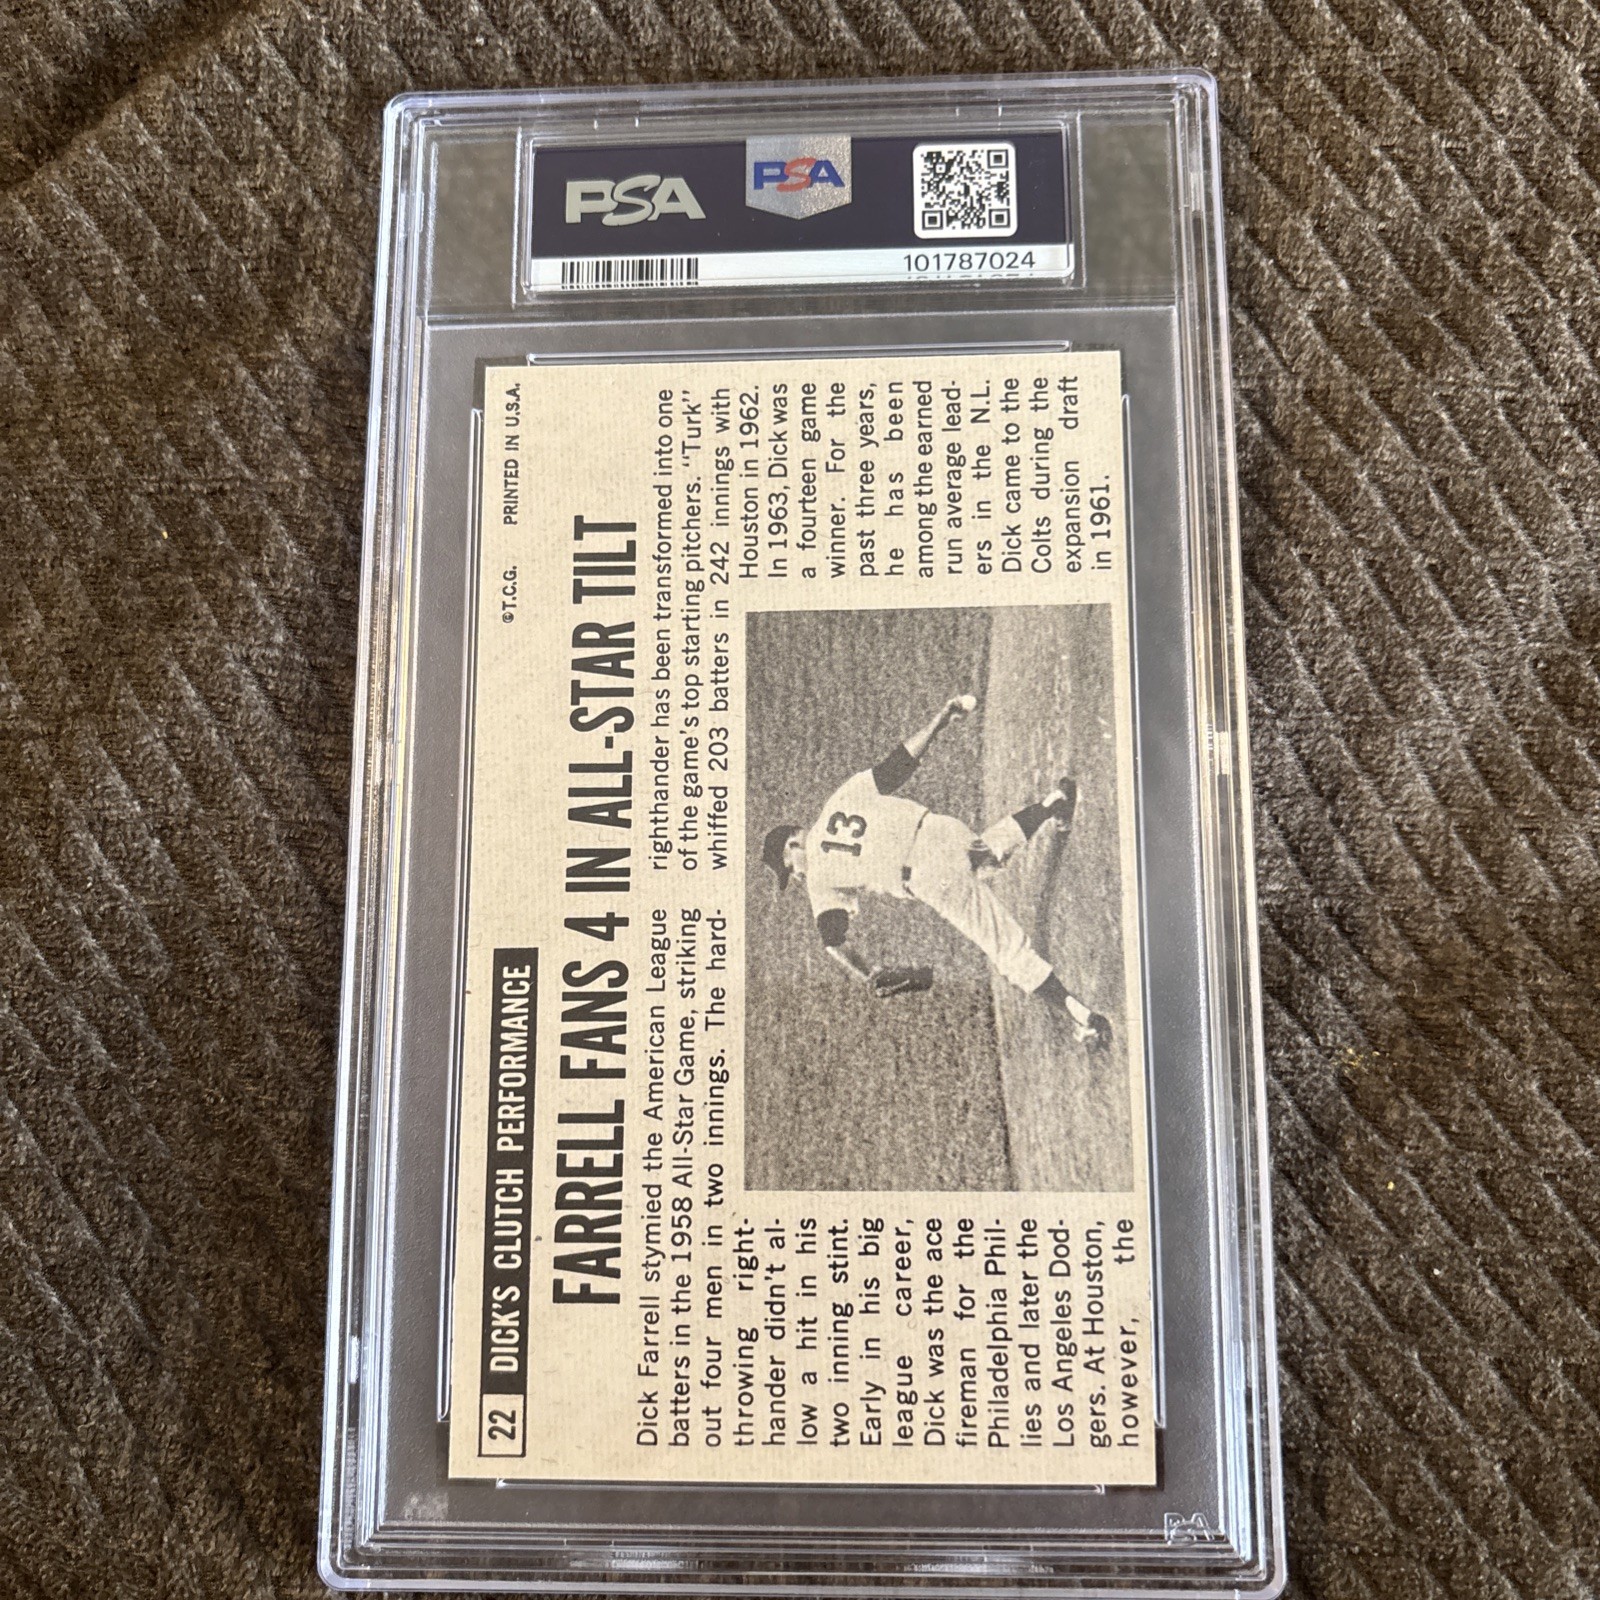 PSA
PSA
101787024
22 DICK'S CLUTCH PERFORMANCE
©T.C.G. PRINTED IN U.S.A.
FARRELL FANS 4 IN ALL-STAR TILT
Dick Farrell stymied the American League
batters in the 1958 All-Star Game, striking
out four men in two innings. The hard-
throwing right-
hander didn't al-
low a hit in his
two inning stint.
Early in his big
league career,
Dick was the ace
fireman for the
Philadelphia Phil-
lies and later the
Los Angeles Dod-
gers. At Houston,
however, the
righthander has been transformed into one
of the game's top starting pitchers. "Turk"
whiffed 203 batters in 242 innings with
Houston in 1962.
In 1963, Dick was
a fourteen game
winner. For the
past three years,
he has been
among the earned
run average lead-
ers in the N.L.
Dick came to the
Colts during the
expansion draft
in 1961.
13
PSA